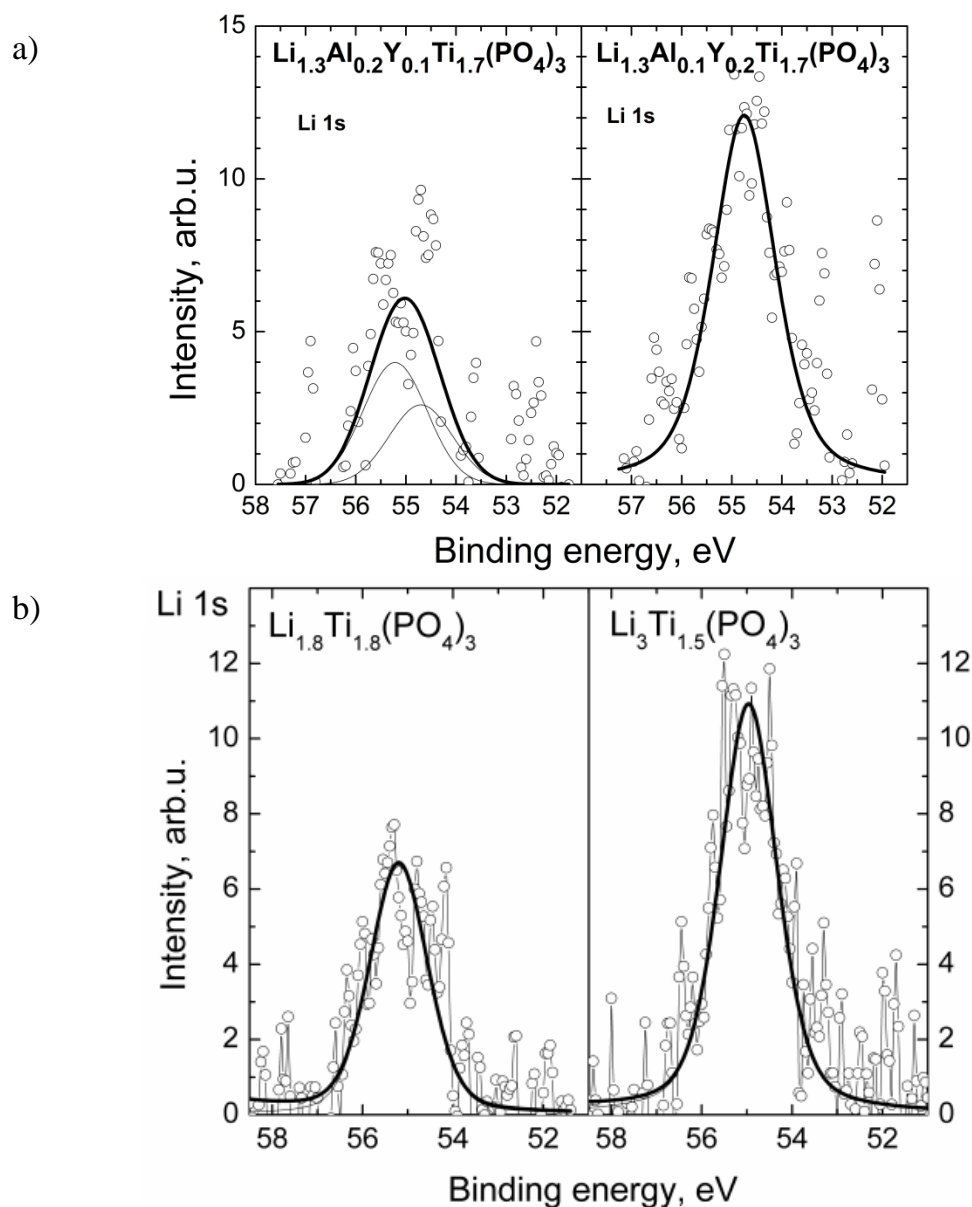 a)
Li1.3Al0.2Y0.1Ti1.7(PO4)3
Li1.3Al0.1Y0.2Ti1.7(PO4)3
Li 1s
Li 1s
15
10
5
0
Intensity, arb.u.
58 57 56 55 54 53 52
57 56 55 54 53 52
Binding energy, eV
b)
Li 1s
Li1.8Ti1.8(PO4)3
Li3Ti1.5(PO4)3
12
10
8
6
4
2
0
Intensity, arb.u.
12
10
8
6
4
2
0
58 56 54 52
58 56 54 52
Binding energy, eV